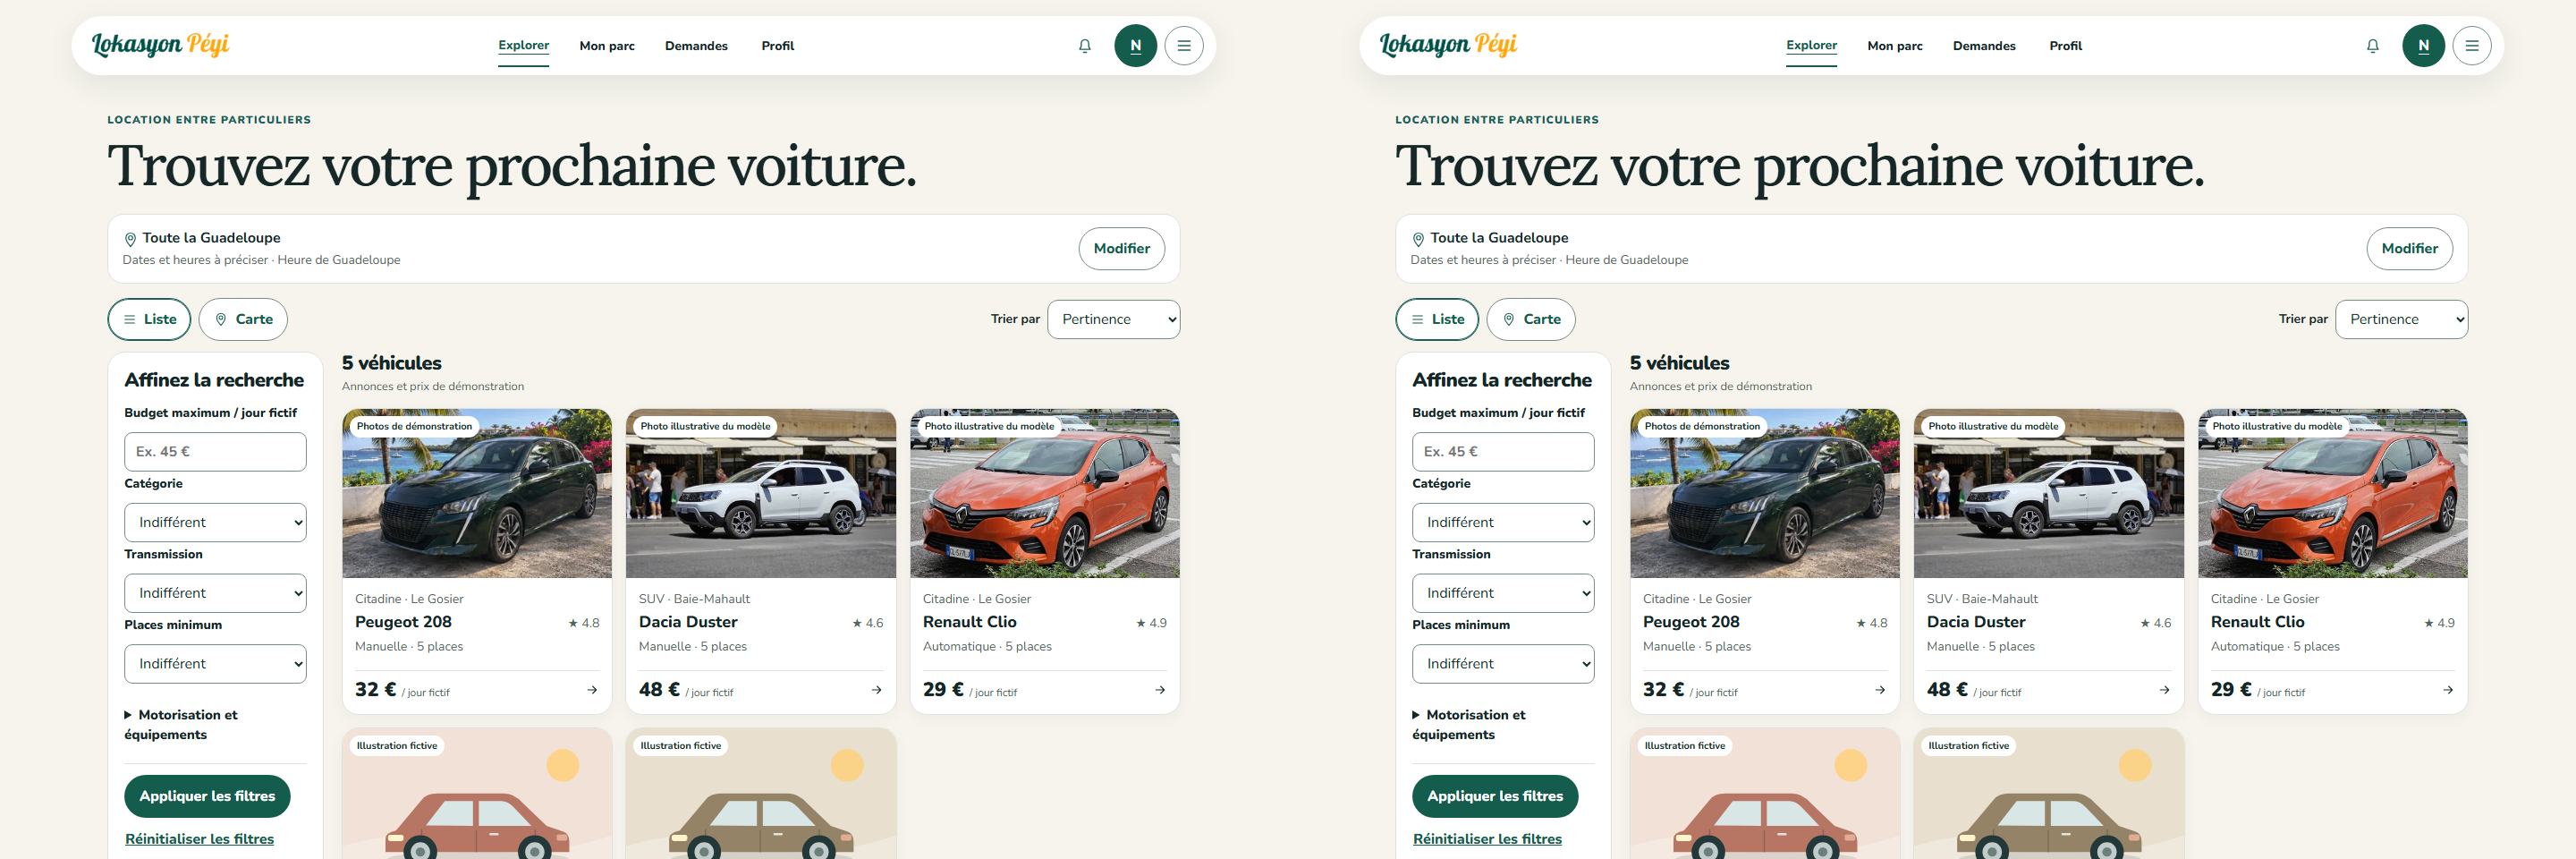 Lokasyon Péyi
Explorer
Mon parc
Demandes
Profil
N
LOCATION ENTRE PARTICULIERS
Trouvez votre prochaine voiture.
Toute la Guadeloupe
Dates et heures à préciser · Heure de Guadeloupe
Modifier
Liste
Carte
Trier par
Pertinence
Affinez la recherche
Budget maximum / jour fictif
Ex. 45 €
Catégorie
Indifférent
Transmission
Indifférent
Places minimum
Indifférent
Motorisation et
équipements
Appliquer les filtres
Réinitialiser les filtres
5 véhicules
Annonces et prix de démonstration
Photos de démonstration
Citadine · Le Gosier
Peugeot 208
★ 4.8
Manuelle · 5 places
32 € / jour fictif
Photo illustrative du modèle
SUV · Baie-Mahault
Dacia Duster
★ 4.6
Manuelle · 5 places
48 € / jour fictif
Photo illustrative du modèle
Citadine · Le Gosier
Renault Clio
★ 4.9
Automatique · 5 places
29 € / jour fictif
Illustration fictive
Illustration fictive
Lokasyon Péyi
Explorer
Mon parc
Demandes
Profil
N
LOCATION ENTRE PARTICULIERS
Trouvez votre prochaine voiture.
Toute la Guadeloupe
Dates et heures à préciser · Heure de Guadeloupe
Modifier
Liste
Carte
Trier par
Pertinence
Affinez la recherche
Budget maximum / jour fictif
Ex. 45 €
Catégorie
Indifférent
Transmission
Indifférent
Places minimum
Indifférent
Motorisation et
équipements
Appliquer les filtres
Réinitialiser les filtres
5 véhicules
Annonces et prix de démonstration
Photos de démonstration
Citadine · Le Gosier
Peugeot 208
★ 4.8
Manuelle · 5 places
32 € / jour fictif
Photo illustrative du modèle
SUV · Baie-Mahault
Dacia Duster
★ 4.6
Manuelle · 5 places
48 € / jour fictif
Photo illustrative du modèle
Citadine · Le Gosier
Renault Clio
★ 4.9
Automatique · 5 places
29 € / jour fictif
Illustration fictive
Illustration fictive